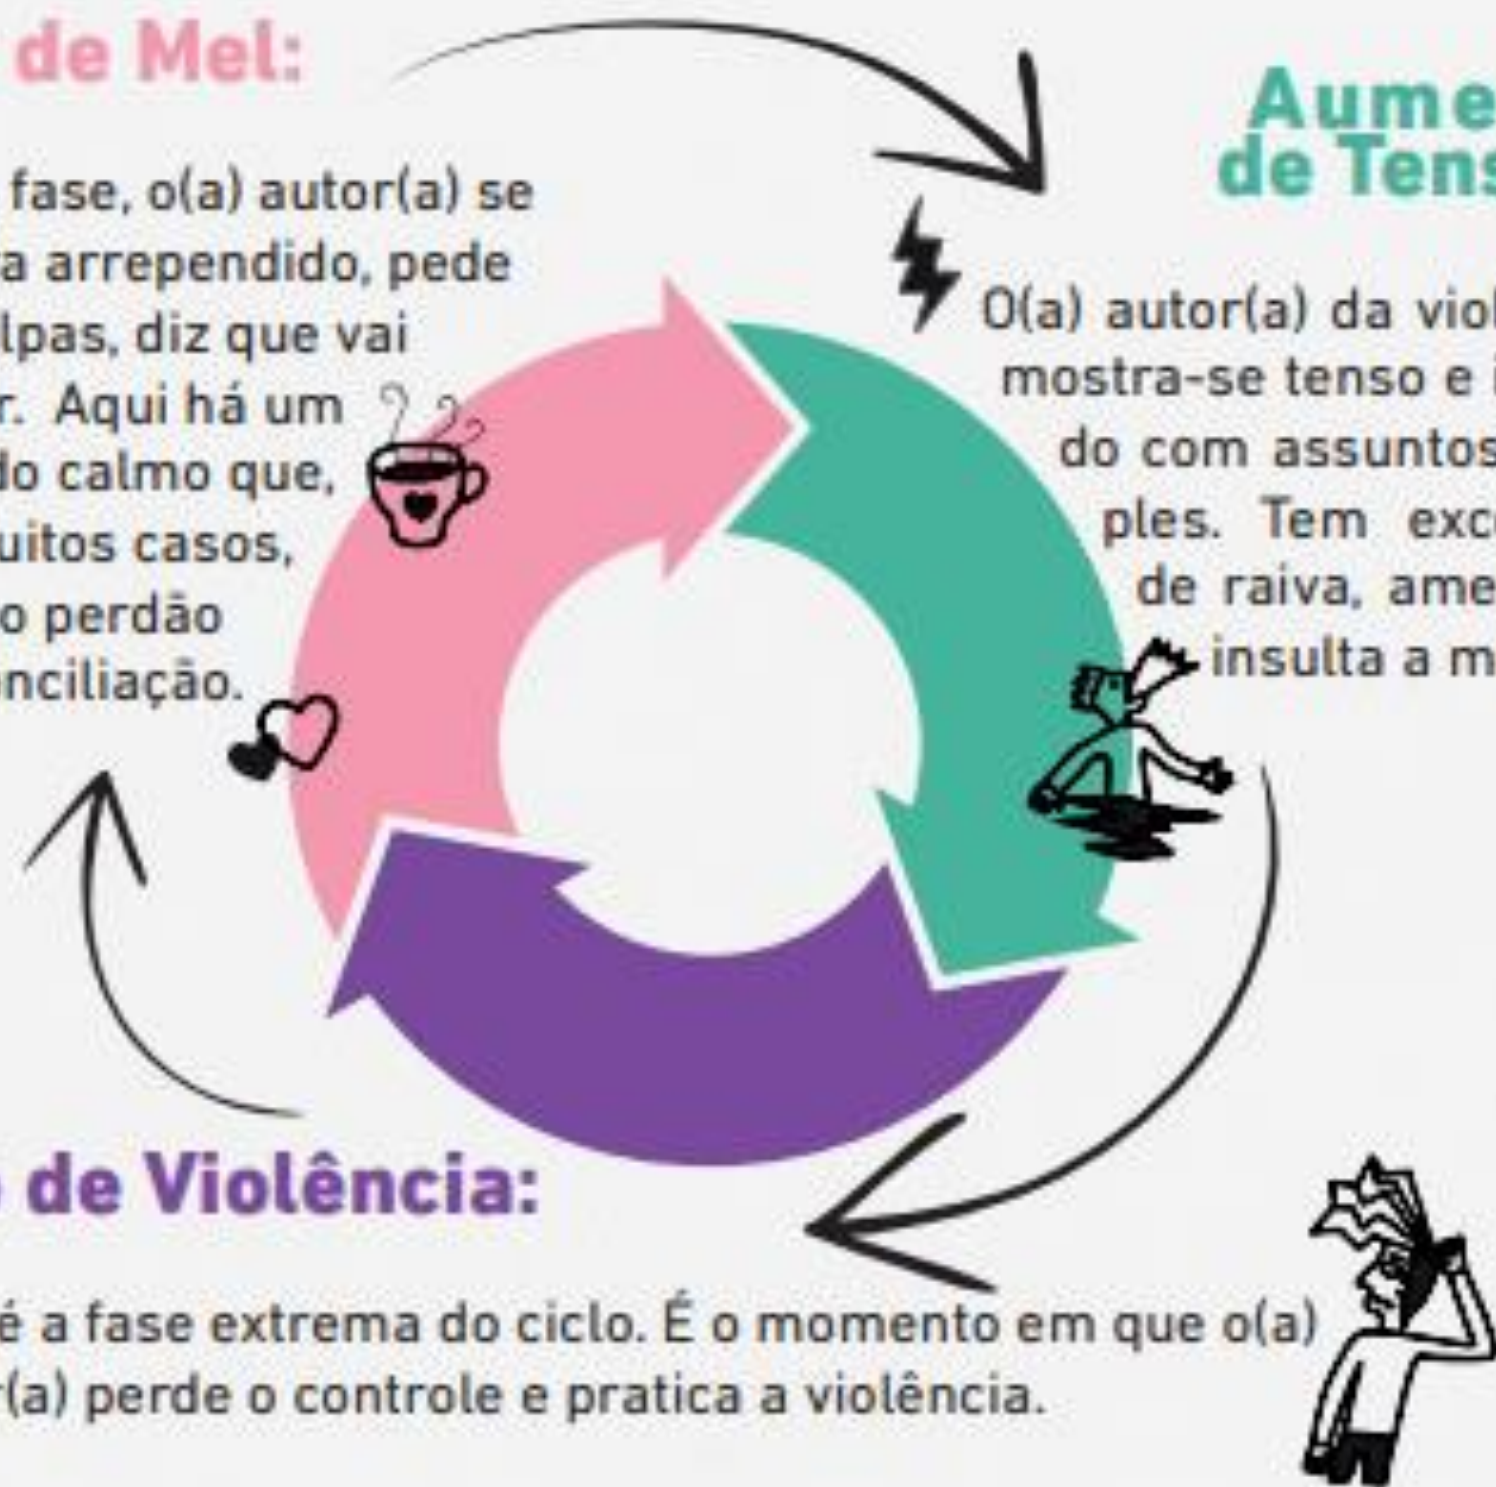 de Mel:
fase, o(a) autor(a) se
a arrependido, pede
lpas, diz que vai
r. Aqui há um
do calmo que,
uitos casos,
o perdão
onciliação.
Aume
de Tens
O(a) autor(a) da viol
mostra-se tenso e i
do com assuntos
ples. Tem exc
de raiva, ame
insulta a m
de Violência:
é a fase extrema do ciclo. É o momento em que o(a)
r(a) perde o controle e pratica a violência.